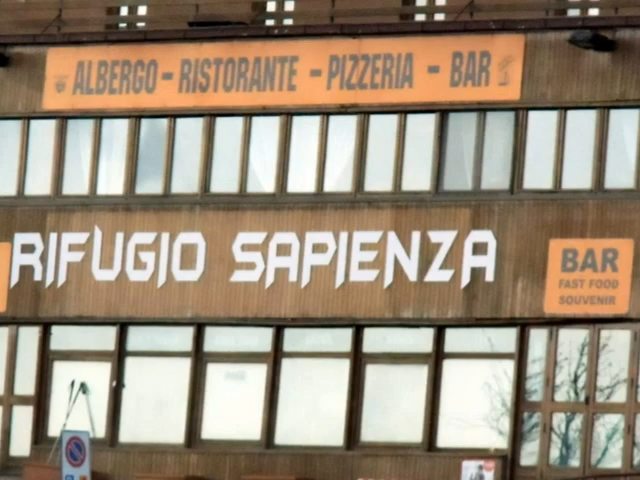 ALBERGO - RISTORANTE - PIZZERIA - BAR
RIFUGIO SAPIENZA
BAR
FAST FOOD
SOUVENIR